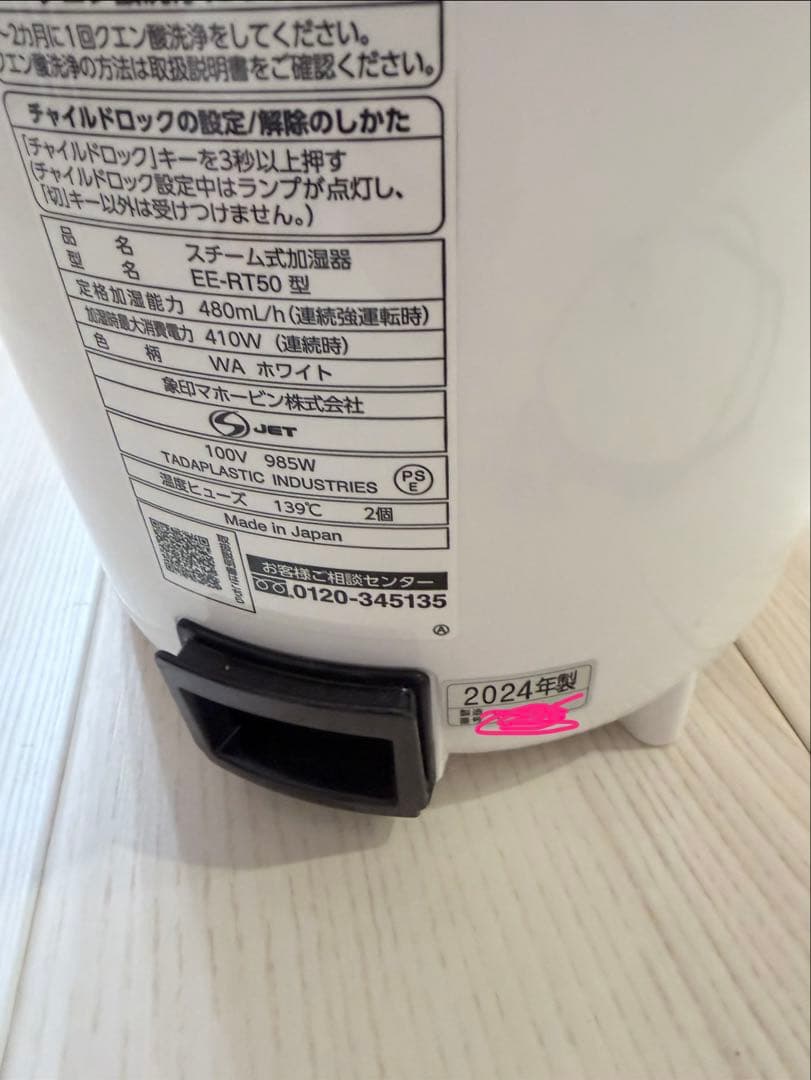 ～2カ月に1回クエン酸洗浄をしてください。
クエン酸洗浄の方法は取扱説明書をご確認ください。
チャイルドロックの設定/解除のしかた
「チャイルドロック」キーを3秒以上押す
(チャイルドロック設定中はランプが点灯し、
「切」キー以外は受けつけません。)
品名 スチーム式加湿器
型名 EE-RT50 型
定格加湿能力 480mL/h(連続強運転時)
加湿時最大消費電力 410W (連続時)
色柄 WA ホワイト
象印マホービン株式会社
JET
100V 985W
TADAPLASTIC INDUSTRIES
PS
E
温度ヒューズ 139℃ 2個
Made in Japan
取扱説明書はこちら
お客様ご相談センター
0120-345135
Ⓐ
2024年製
製造